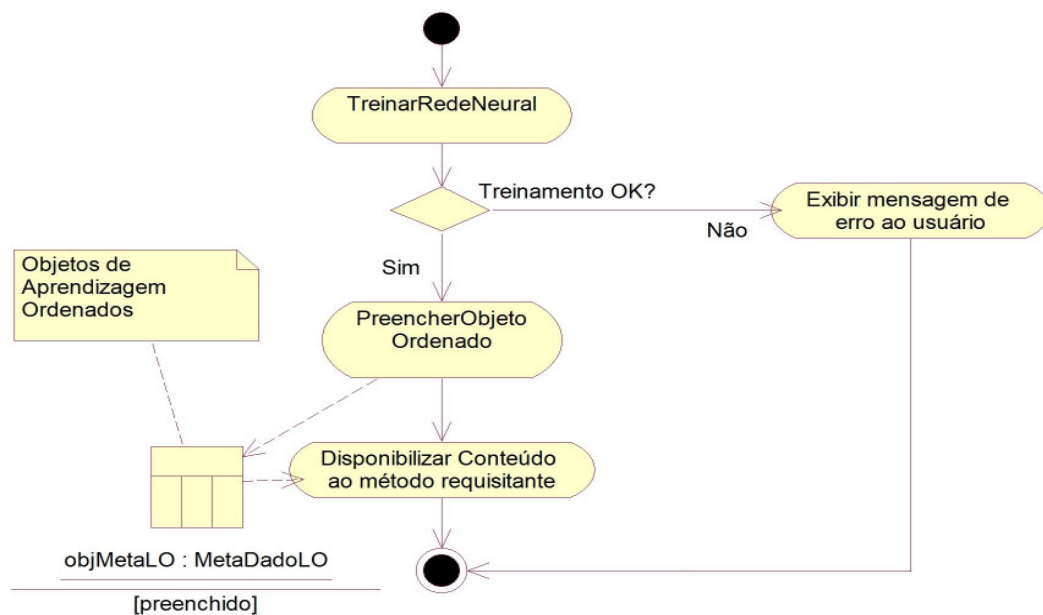 TreinarRedeNeural
Treinamento OK?
Não
Exibir mensagem de
erro ao usuário
Sim
Objetos de
Aprendizagem
Ordenados
PreencherObjeto
Ordenado
Disponibilizar Conteúdo
ao método requisitante
objMetaLO : MetaDadoLO
[preenchido]